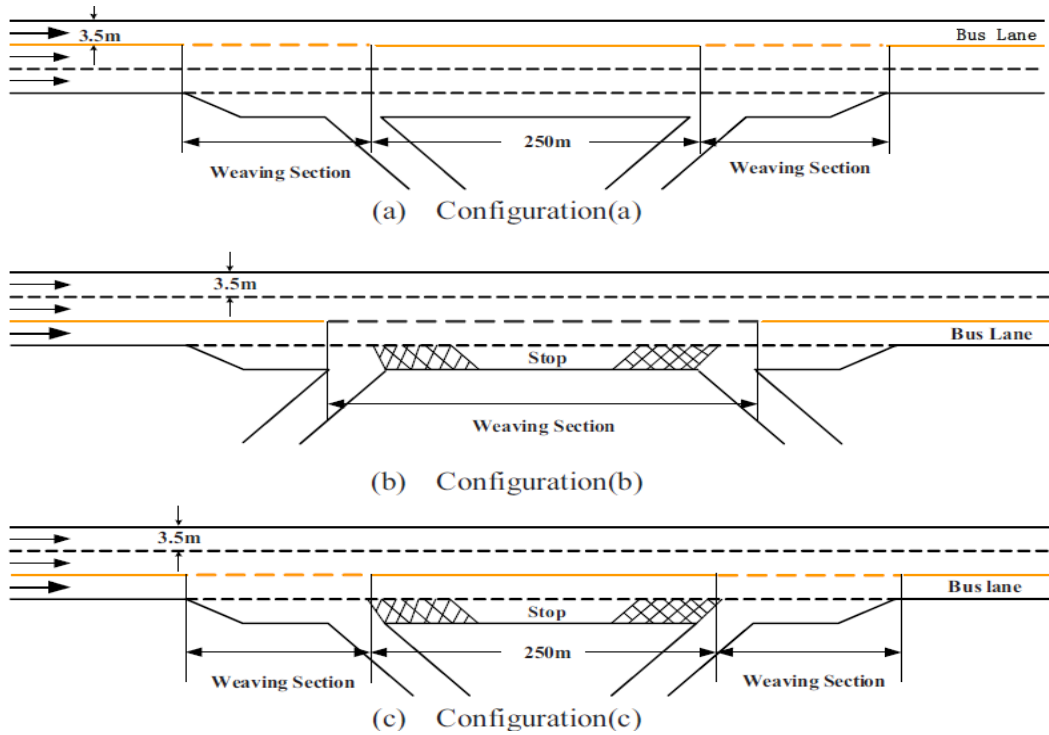 3.5m
Bus Lane
250m
Weaving Section
Weaving Section
(a) Configuration(a)
3.5m
Bus Lane
Stop
Weaving Section
(b) Configuration(b)
3.5m
Bus lane
Stop
250m
Weaving Section
Weaving Section
(c) Configuration(c)